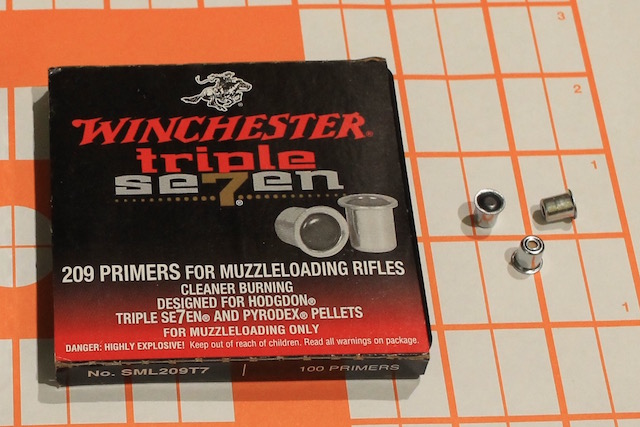 WINCHESTER®
triple
se7en®
209 PRIMERS FOR MUZZLELOADING RIFLES
CLEANER BURNING
DESIGNED FOR HODGDON®
TRIPLE SE7EN® AND PYRODEX® PELLETS
FOR MUZZLELOADING ONLY
DANGER: HIGHLY EXPLOSIVE! Keep out of reach of children. Read all warnings on package.
No. SML209T7 | 100 PRIMERS
3
2
1
1